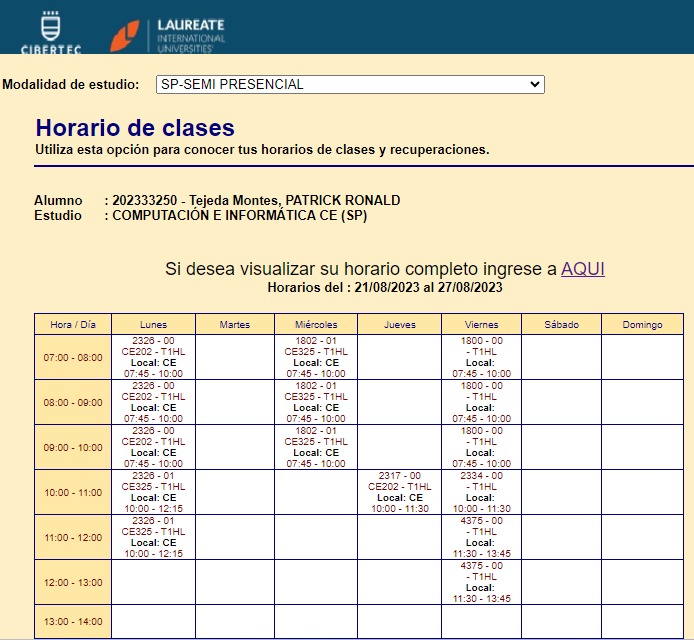 CIBERTEC
LAUREATE
INTERNATIONAL
UNIVERSITIES
Modalidad de estudio: SP-SEMI PRESENCIAL
Horario de clases
Utiliza esta opción para conocer tus horarios de clases y recuperaciones.
Alumno : 202333250 - Tejeda Montes, PATRICK RONALD
Estudio : COMPUTACIÓN E INFORMÁTICA CE (SP)
Si desea visualizar su horario completo ingrese a AQUI
Horarios del : 21/08/2023 al 27/08/2023
Hora / Día Lunes Martes Miércoles Jueves Viernes Sábado Domingo
2326 - 00 1802 - 01 1800 - 00
07:00 - 08:00 CE202 - T1HL CE325 - T1HL - T1HL
Local: CE Local: CE Local:
07:45 - 10:00 07:45 - 10:00 07:45 - 10:00
2326 - 00 1802 - 01 1800 - 00
08:00 - 09:00 CE202 - T1HL CE325 - T1HL - T1HL
Local: CE Local: CE Local:
07:45 - 10:00 07:45 - 10:00 07:45 - 10:00
2326 - 00 1802 - 01 1800 - 00
09:00 - 10:00 CE202 - T1HL CE325 - T1HL - T1HL
Local: CE Local: CE Local:
07:45 - 10:00 07:45 - 10:00 07:45 - 10:00
2326 - 01 2317 - 00 2334 - 00
10:00 - 11:00 CE325 - T1HL CE202 - T1HL - T1HL
Local: CE Local: CE Local:
10:00 - 12:15 10:00 - 11:30 10:00 - 11:30
2326 - 01 4375 - 00
11:00 - 12:00 CE325 - T1HL - T1HL
Local: CE Local:
10:00 - 12:15 11:30 - 13:45
4375 - 00
12:00 - 13:00 - T1HL
Local:
11:30 - 13:45
13:00 - 14:00